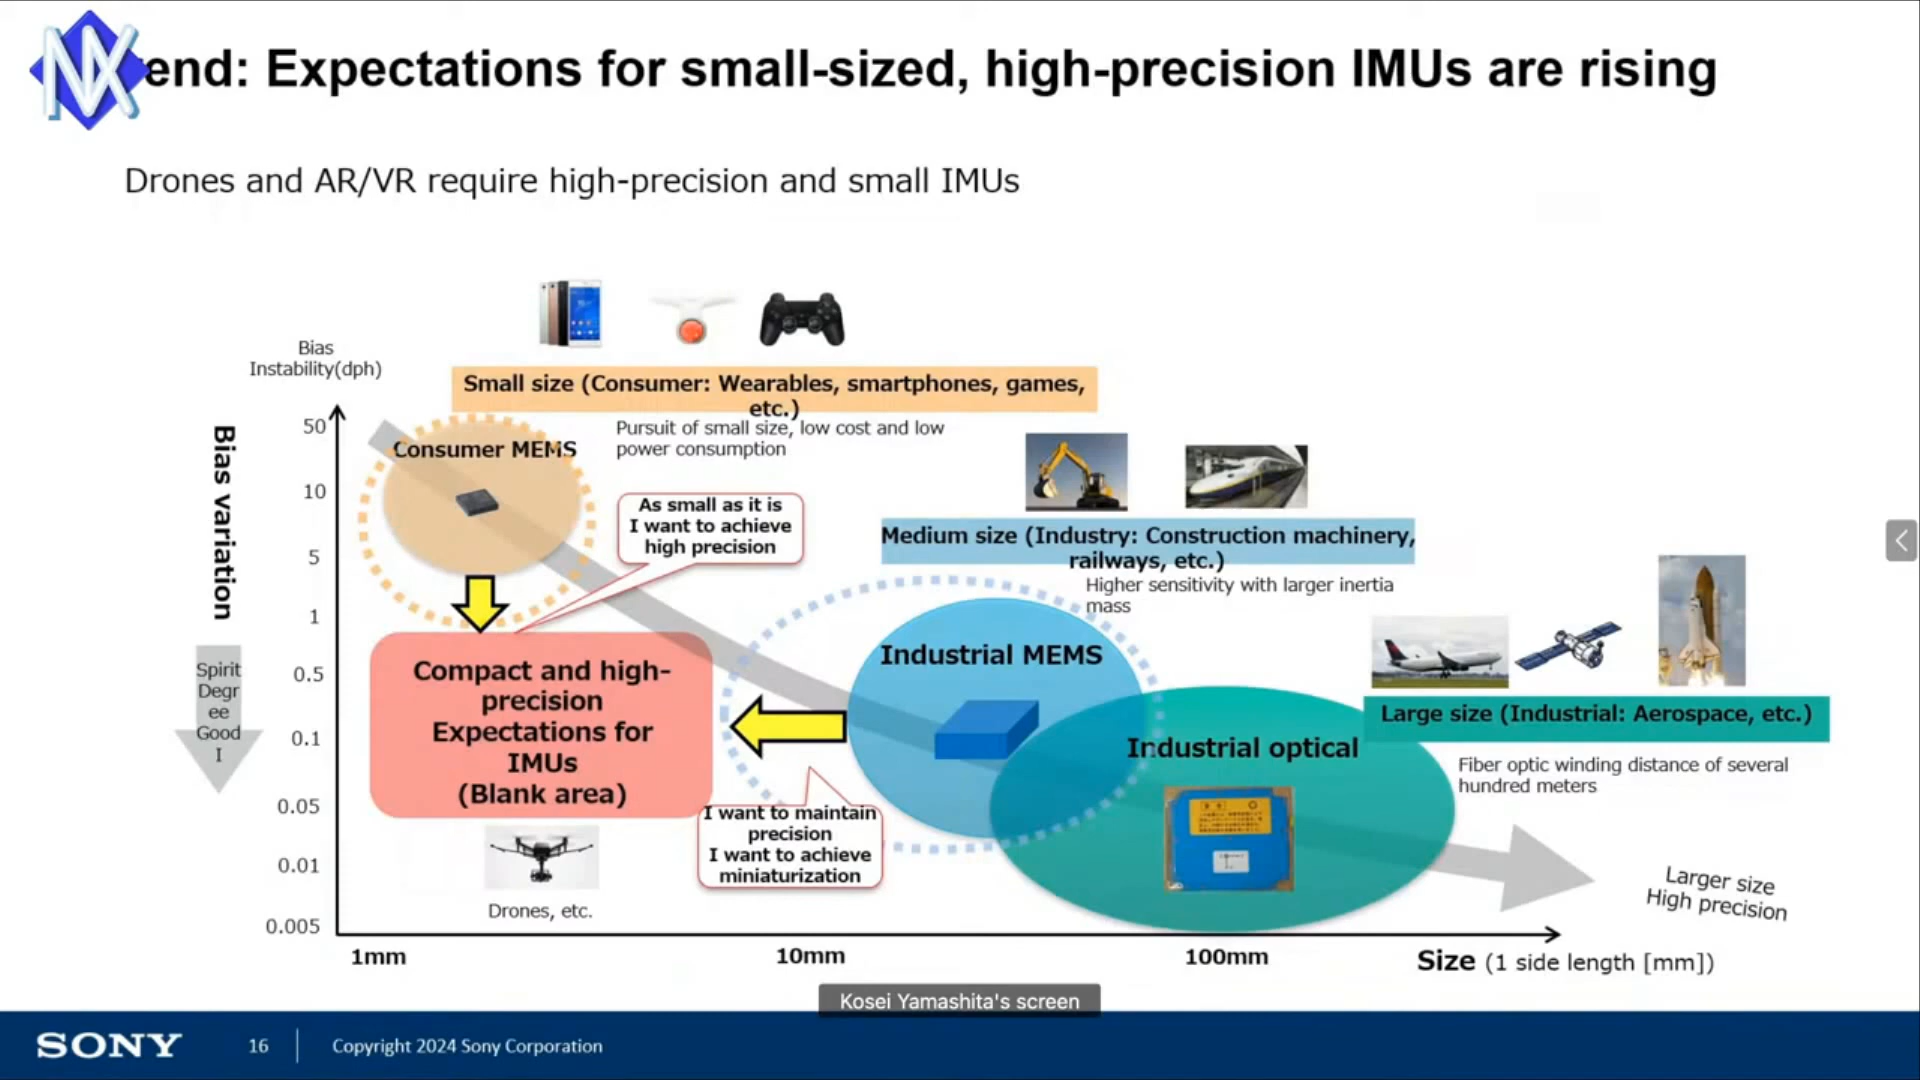 NX
end: Expectations for small-sized, high-precision IMUs are rising
Drones and AR/VR require high-precision and small IMUs
Bias
Instability(dph)
Small size (Consumer: Wearables, smartphones, games,
etc.)
Pursuit of small size, low cost and low
power consumption
Bias variation
50
10
5
1
0.5
0.1
0.05
0.01
0.005
Consumer MEMS
As small as it is
I want to achieve
high precision
Medium size (Industry: Construction machinery,
railways, etc.)
Higher sensitivity with larger inertia
mass
Spirit
Degr
ee
Good
I
Compact and high-
precision
Expectations for
IMUs
(Blank area)
Industrial MEMS
Large size (Industrial: Aerospace, etc.)
Industrial optical
Fiber optic winding distance of several
hundred meters
I want to maintain
precision
I want to achieve
miniaturization
Drones, etc.
Larger size
High precision
1mm
10mm
100mm
Size (1 side length [mm])
Kosei Yamashita's screen
SONY
16
Copyright 2024 Sony Corporation